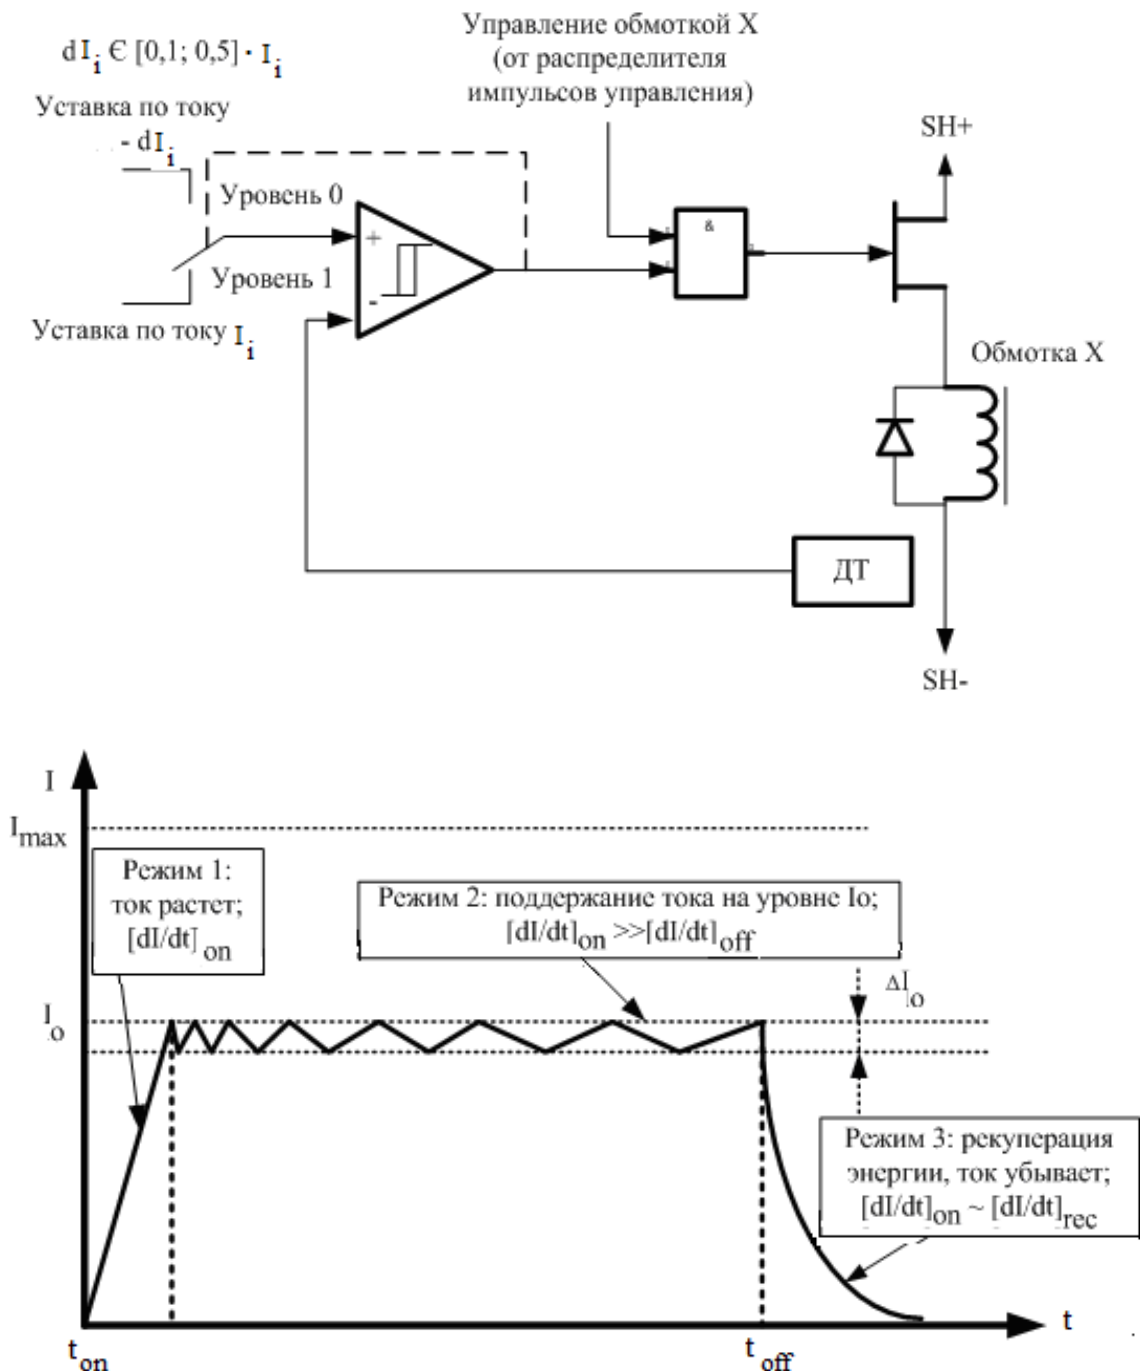 dI_i Є [0,1; 0,5] · I_i
Уставка по току
- dI_i
Уровень 0
Уровень 1
Уставка по току I_i
+
-
Управление обмоткой X
(от распределителя
импульсов управления)
&
SH+
Обмотка X
ДТ
SH-
I
I_max
Режим 1:
ток растет;
[dI/dt]_on
Режим 2: поддержание тока на уровне Io;
[dI/dt]_on >>[dI/dt]_off
I_o
ΔI_o
Режим 3: рекуперация
энергии, ток убывает;
[dI/dt]_on ~ [dI/dt]_rec
t_on
t_off
t